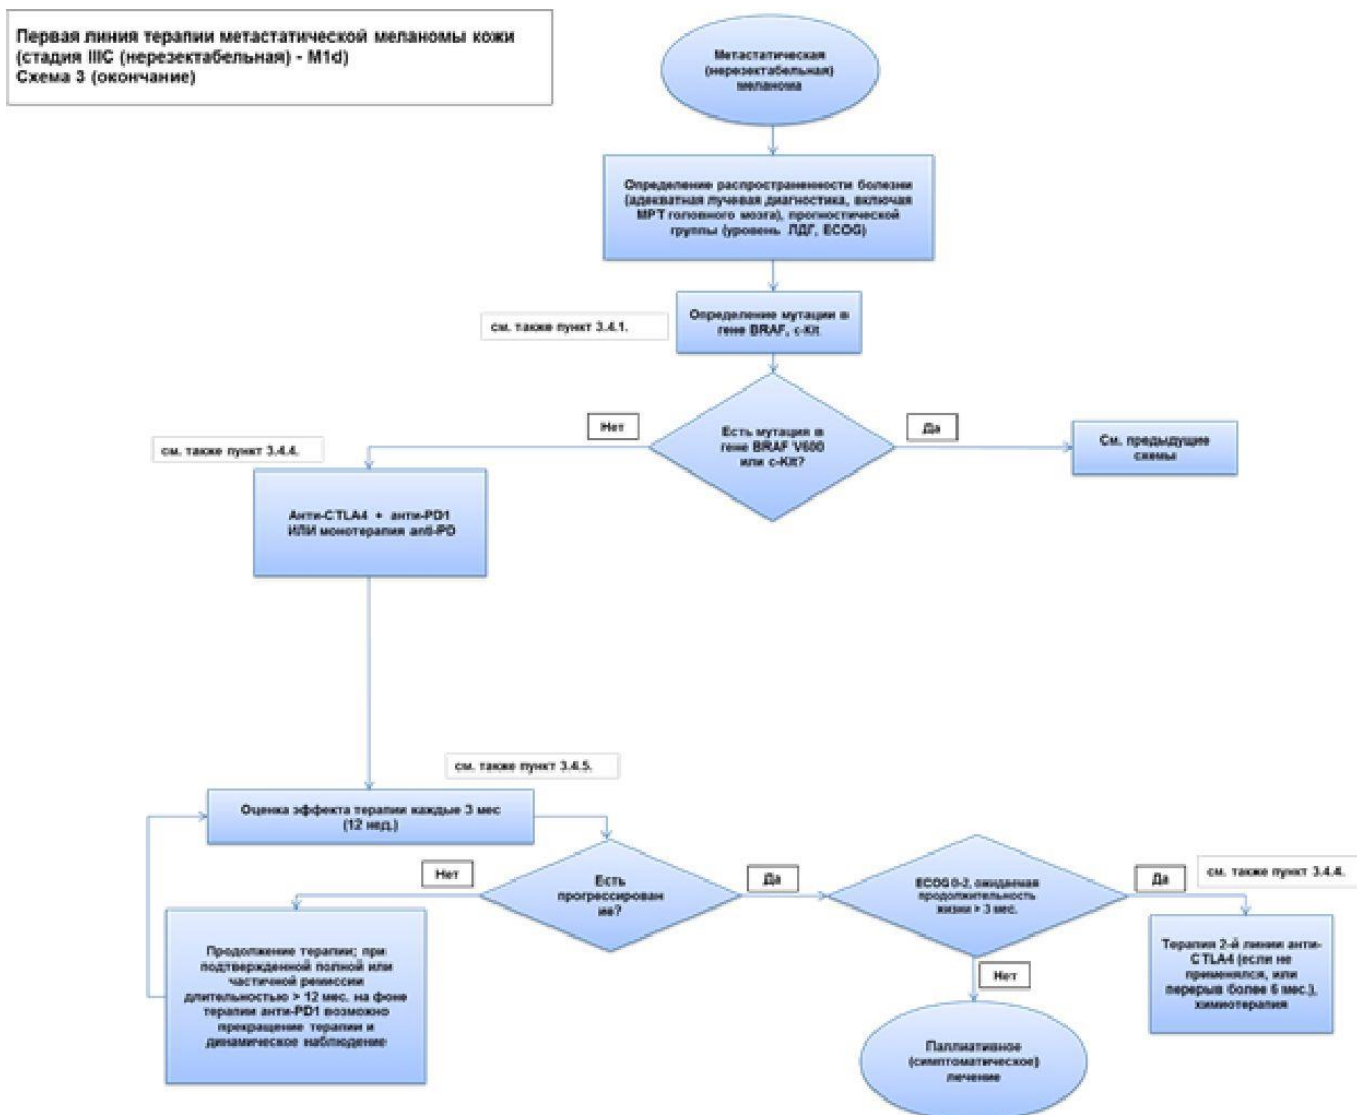 Первая линия терапии метастатической меланомы кожи
(стадия IIIC (нерезектабельная) - M1d)
Схема 3 (окончание)
Метастатическая
(нерезектабельная)
меланома
Определение распространенности болезни
(адекватная лучевая диагностика, включая
МРТ головного мозга), прогностической
группы (уровень ЛДГ, ECOG)
см. также пункт 3.4.1.
Определение мутации в
гене BRAF, c-Kit
Нет
Есть мутация в
гене BRAF V600
или c-Kit?
Да
См. предыдущие
схемы
см. также пункт 3.4.4.
Анти-CTLA4 + анти-PD1
ИЛИ монотерапия anti-PD
см. также пункт 3.4.5.
Оценка эффекта терапии каждые 3 мес
(12 нед.)
Нет
Есть
прогрессирован
ие?
Да
ECOG 0-2, ожидаемая
продолжительность
жизни > 3 мес.
Да
см. также пункт 3.4.4.
Продолжение терапии; при
подтвержденной полной или
частичной ремиссии
длительностью > 12 мес. на фоне
терапии анти-PD1 возможно
прекращение терапии и
динамическое наблюдение
Нет
Терапия 2-й линии анти-
CTLA4 (если не
применялся, или
перерыв более 6 мес.),
химиотерапия
Паллиативное
(симптоматическое)
лечение